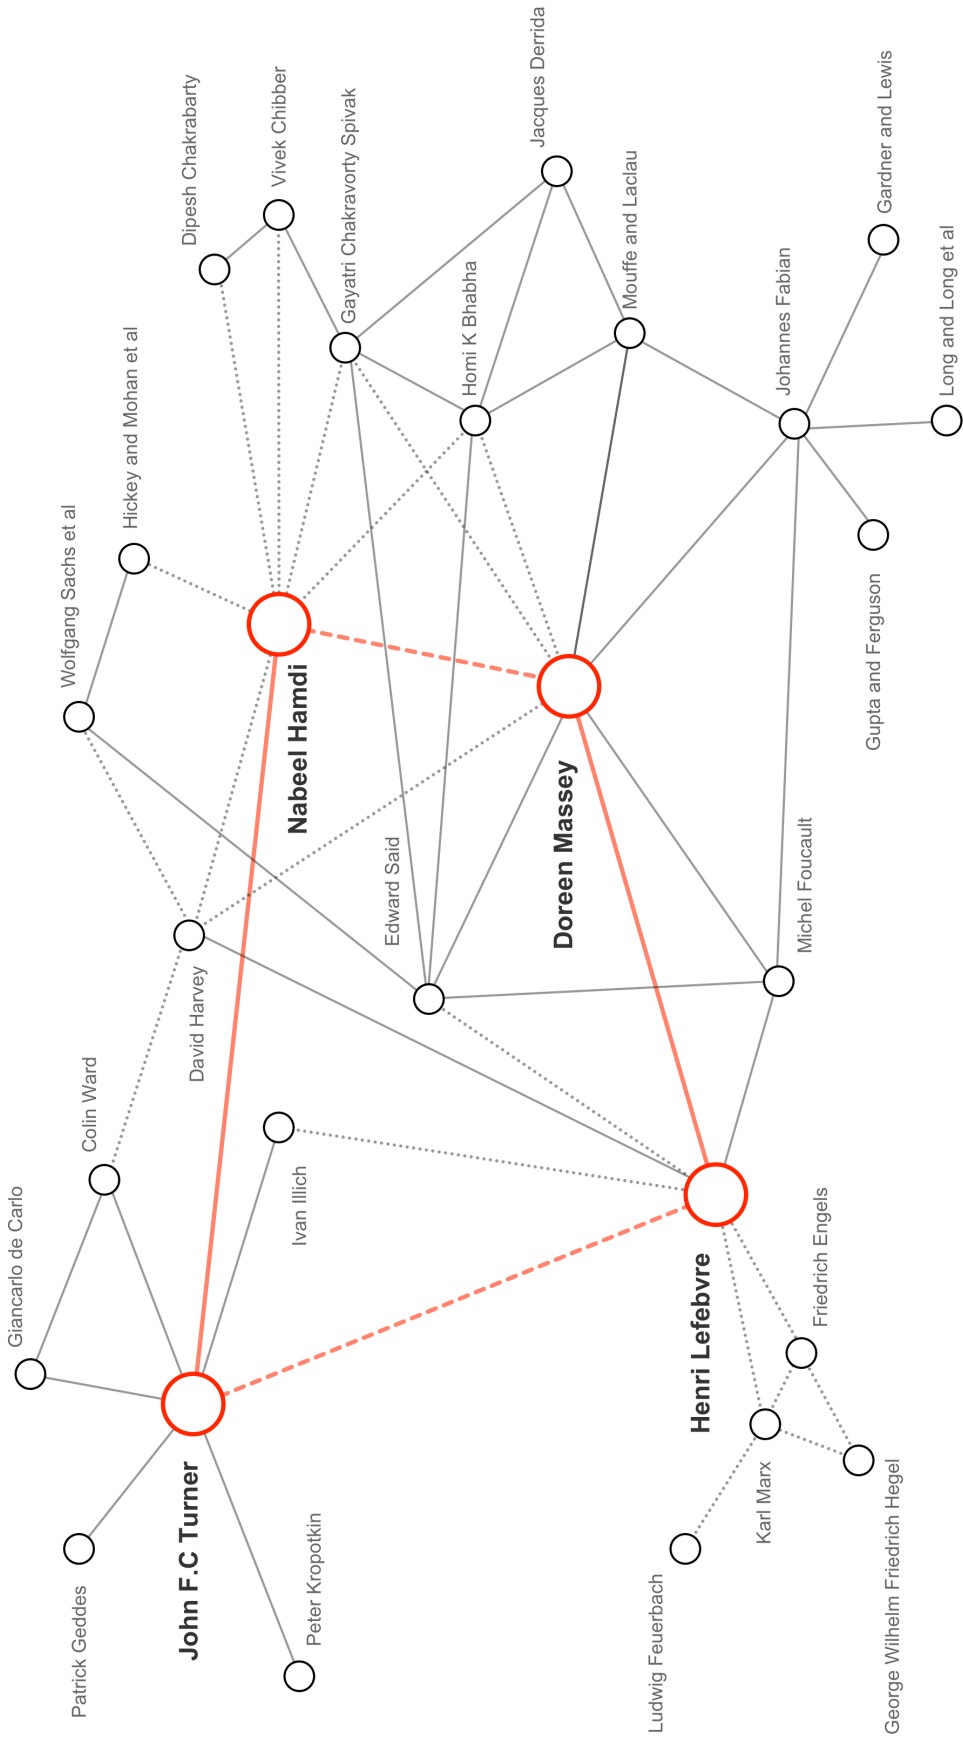 Giancarlo de Carlo
Colin Ward
Patrick Geddes
John F.C Turner
Peter Kropotkin
Ivan Illich
David Harvey
Wolfgang Sachs et al
Hickey and Mohan et al
Nabeel Hamdi
Dipesh Chakrabarty
Vivek Chibber
Gayatri Chakravorty Spivak
Edward Said
Homi K Bhabha
Jacques Derrida
Doreen Massey
Mouffe and Laclau
Ludwig Feuerbach
Henri Lefebvre
Karl Marx
Friedrich Engels
George Wilhelm Friedrich Hegel
Michel Foucault
Johannes Fabian
Gupta and Ferguson
Gardner and Lewis
Long and Long et al